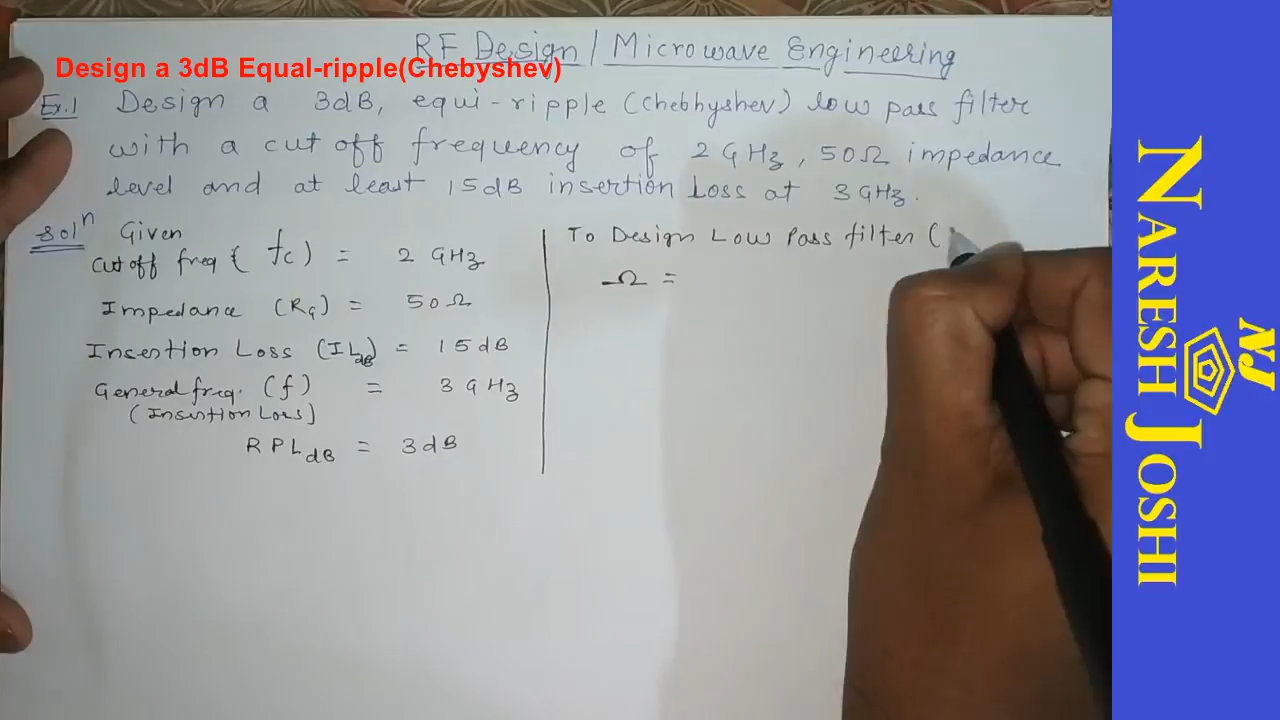 RF Design / Microwave Engineering
Design a 3dB Equal-ripple(Chebyshev)
Ex.1 Design a 3dB, equi-ripple (chebhyshev) low pass filter
with a cut off frequency of 2 GHz, 50Ω impedance
level and at least 15dB insertion Loss at 3 GHz.
Solⁿ Given
Cut off freq ( fc ) = 2 GHz
Impedance (RG) = 50Ω
Insertion Loss (ILdB) = 15dB
General freq. (f) = 3 GHz
(Insertion Loss)
RPLdB = 3dB
To Design Low Pass filter (
Ω =
NARESH JOSHI
NJ